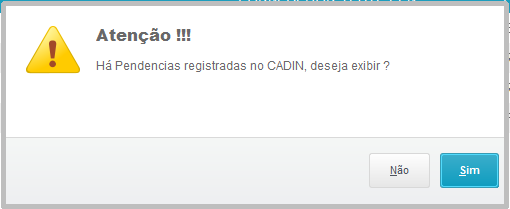 Atenção !!!
Há Pendencias registradas no CADIN, deseja exibir ?
Não
Sim